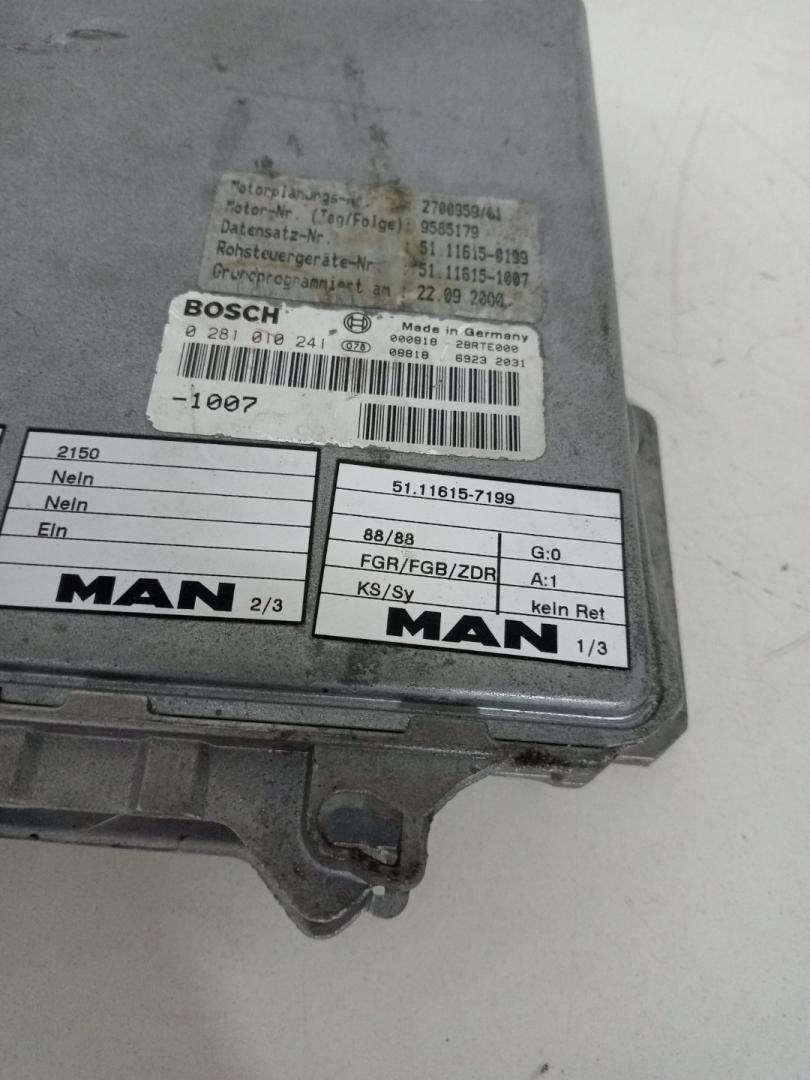 Motorplanungs-nr. 2700959/61
Motor-Nr. (Tag/Folge): 9585179
Datensatz-Nr. 51.11615-0199
Rohsteuergeräte-Nr. 51.11615-1007
Grundprogrammiert am : 22.09 2000
BOSCH Made in Germany
0 281 010 241 078 000818 28RTE000
08818 6923 2031
-1007
2150
Nein
Nein
Ein
MAN 2/3
51.11615-7199
88/88 G:0
FGR/FGB/ZDR A:1
KS/Sy kein Ret
MAN 1/3